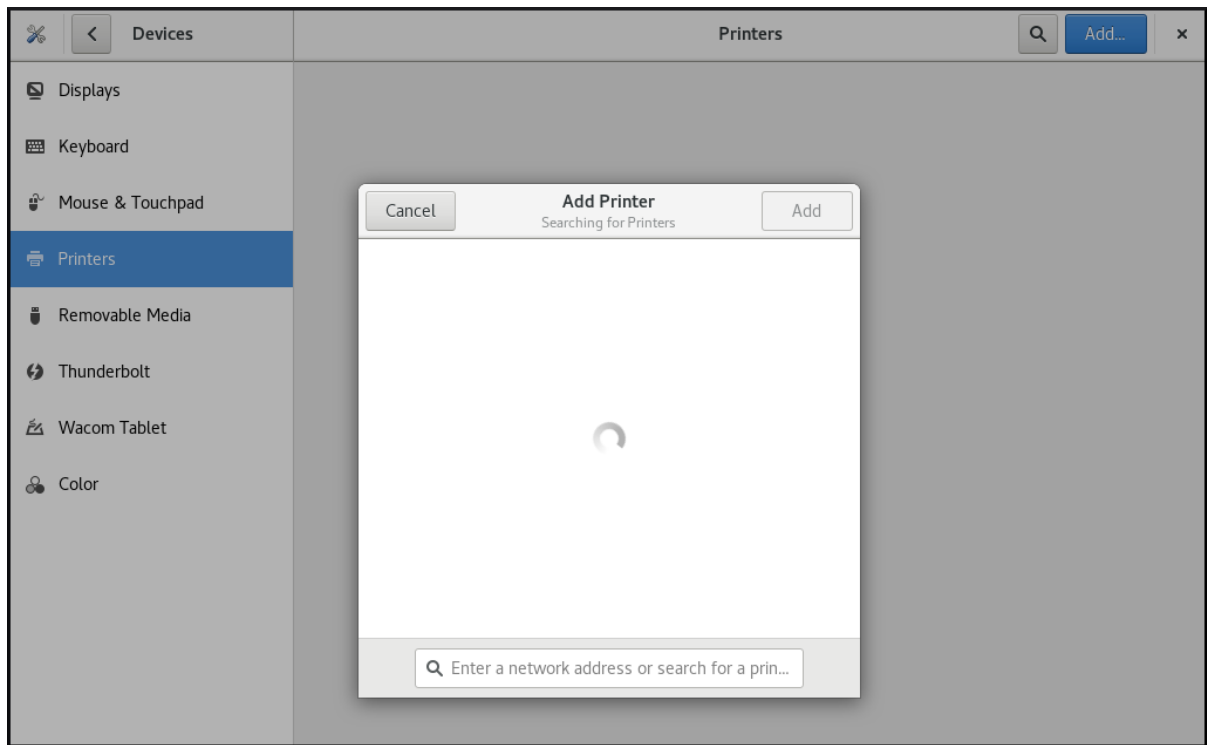 Devices
Printers
Add...
Displays
Keyboard
Mouse & Touchpad
Printers
Removable Media
Thunderbolt
Wacom Tablet
Color
Cancel
Add Printer
Searching for Printers
Add
Enter a network address or search for a prin...